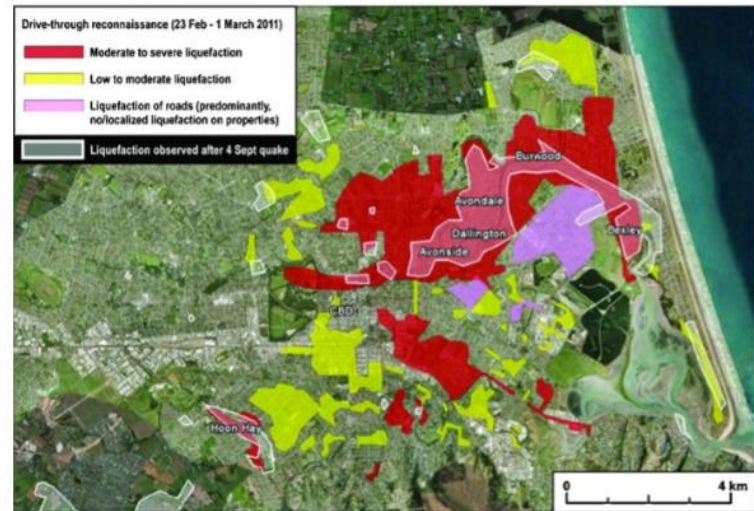 Drive-through reconnaissance (23 Feb - 1 March 2011)
Moderate to severe liquefaction
Low to moderate liquefaction
Liquefaction of roads (predominantly,
no/localized liquefaction on properties)
Liquefaction observed after 4 Sept quake
Burwood
Avondale
Dallington
Bexley
Avonside
CBD
Hoon Hay
0
4 km